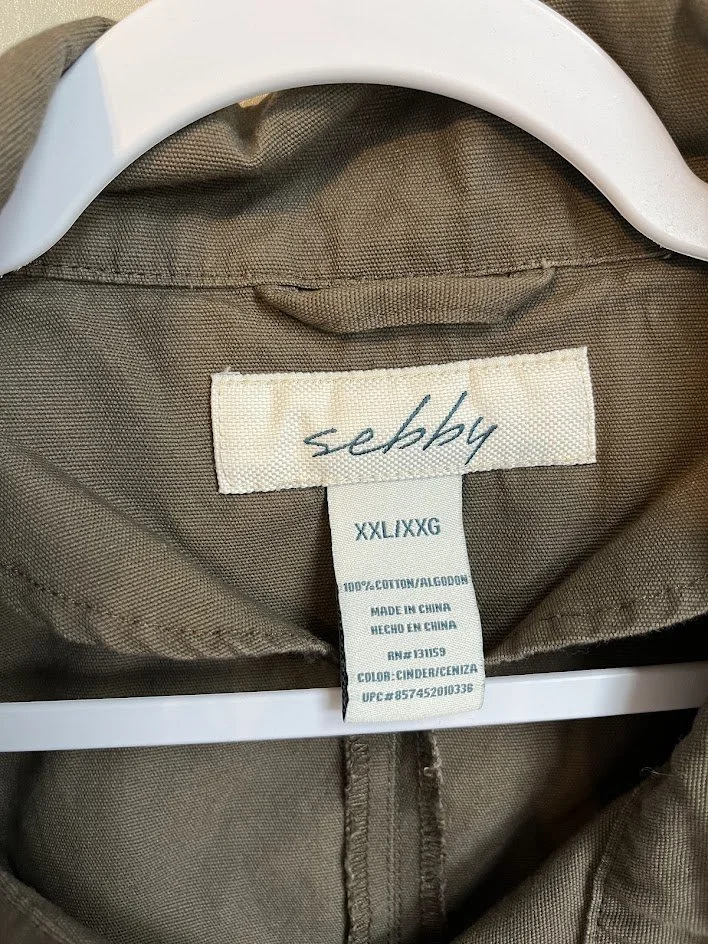 sebby
XXL/XXG
100% COTTON/ALGODON
MADE IN CHINA
HECHO EN CHINA
RN#131159
COLOR:CINDER/CENIZA
UPC#857452010336